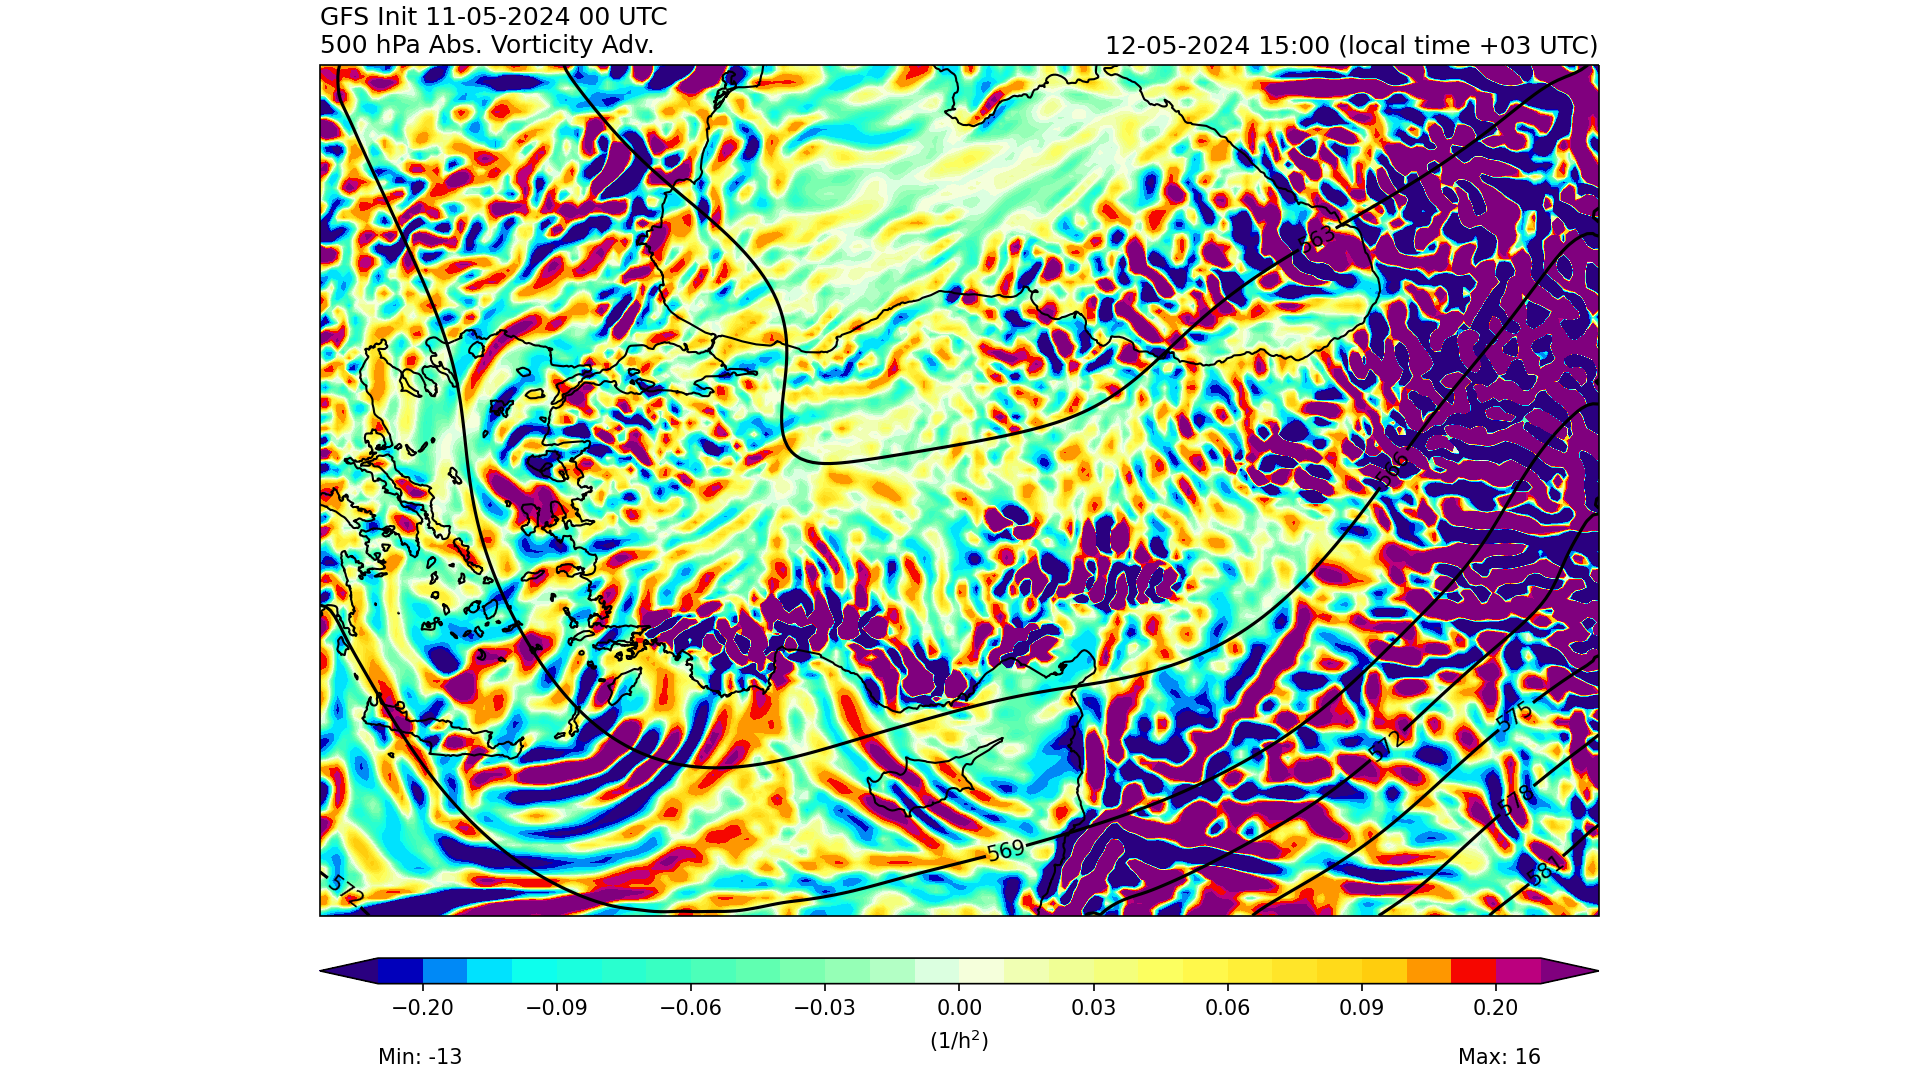 GFS Init 11-05-2024 00 UTC
500 hPa Abs. Vorticity Adv.
12-05-2024 15:00 (local time +03 UTC)
563
566
575
572
578
569
581
572
−0.20 −0.09 −0.06 −0.03 0.00 0.03 0.06 0.09 0.20
(1/h²)
Min: -13
Max: 16